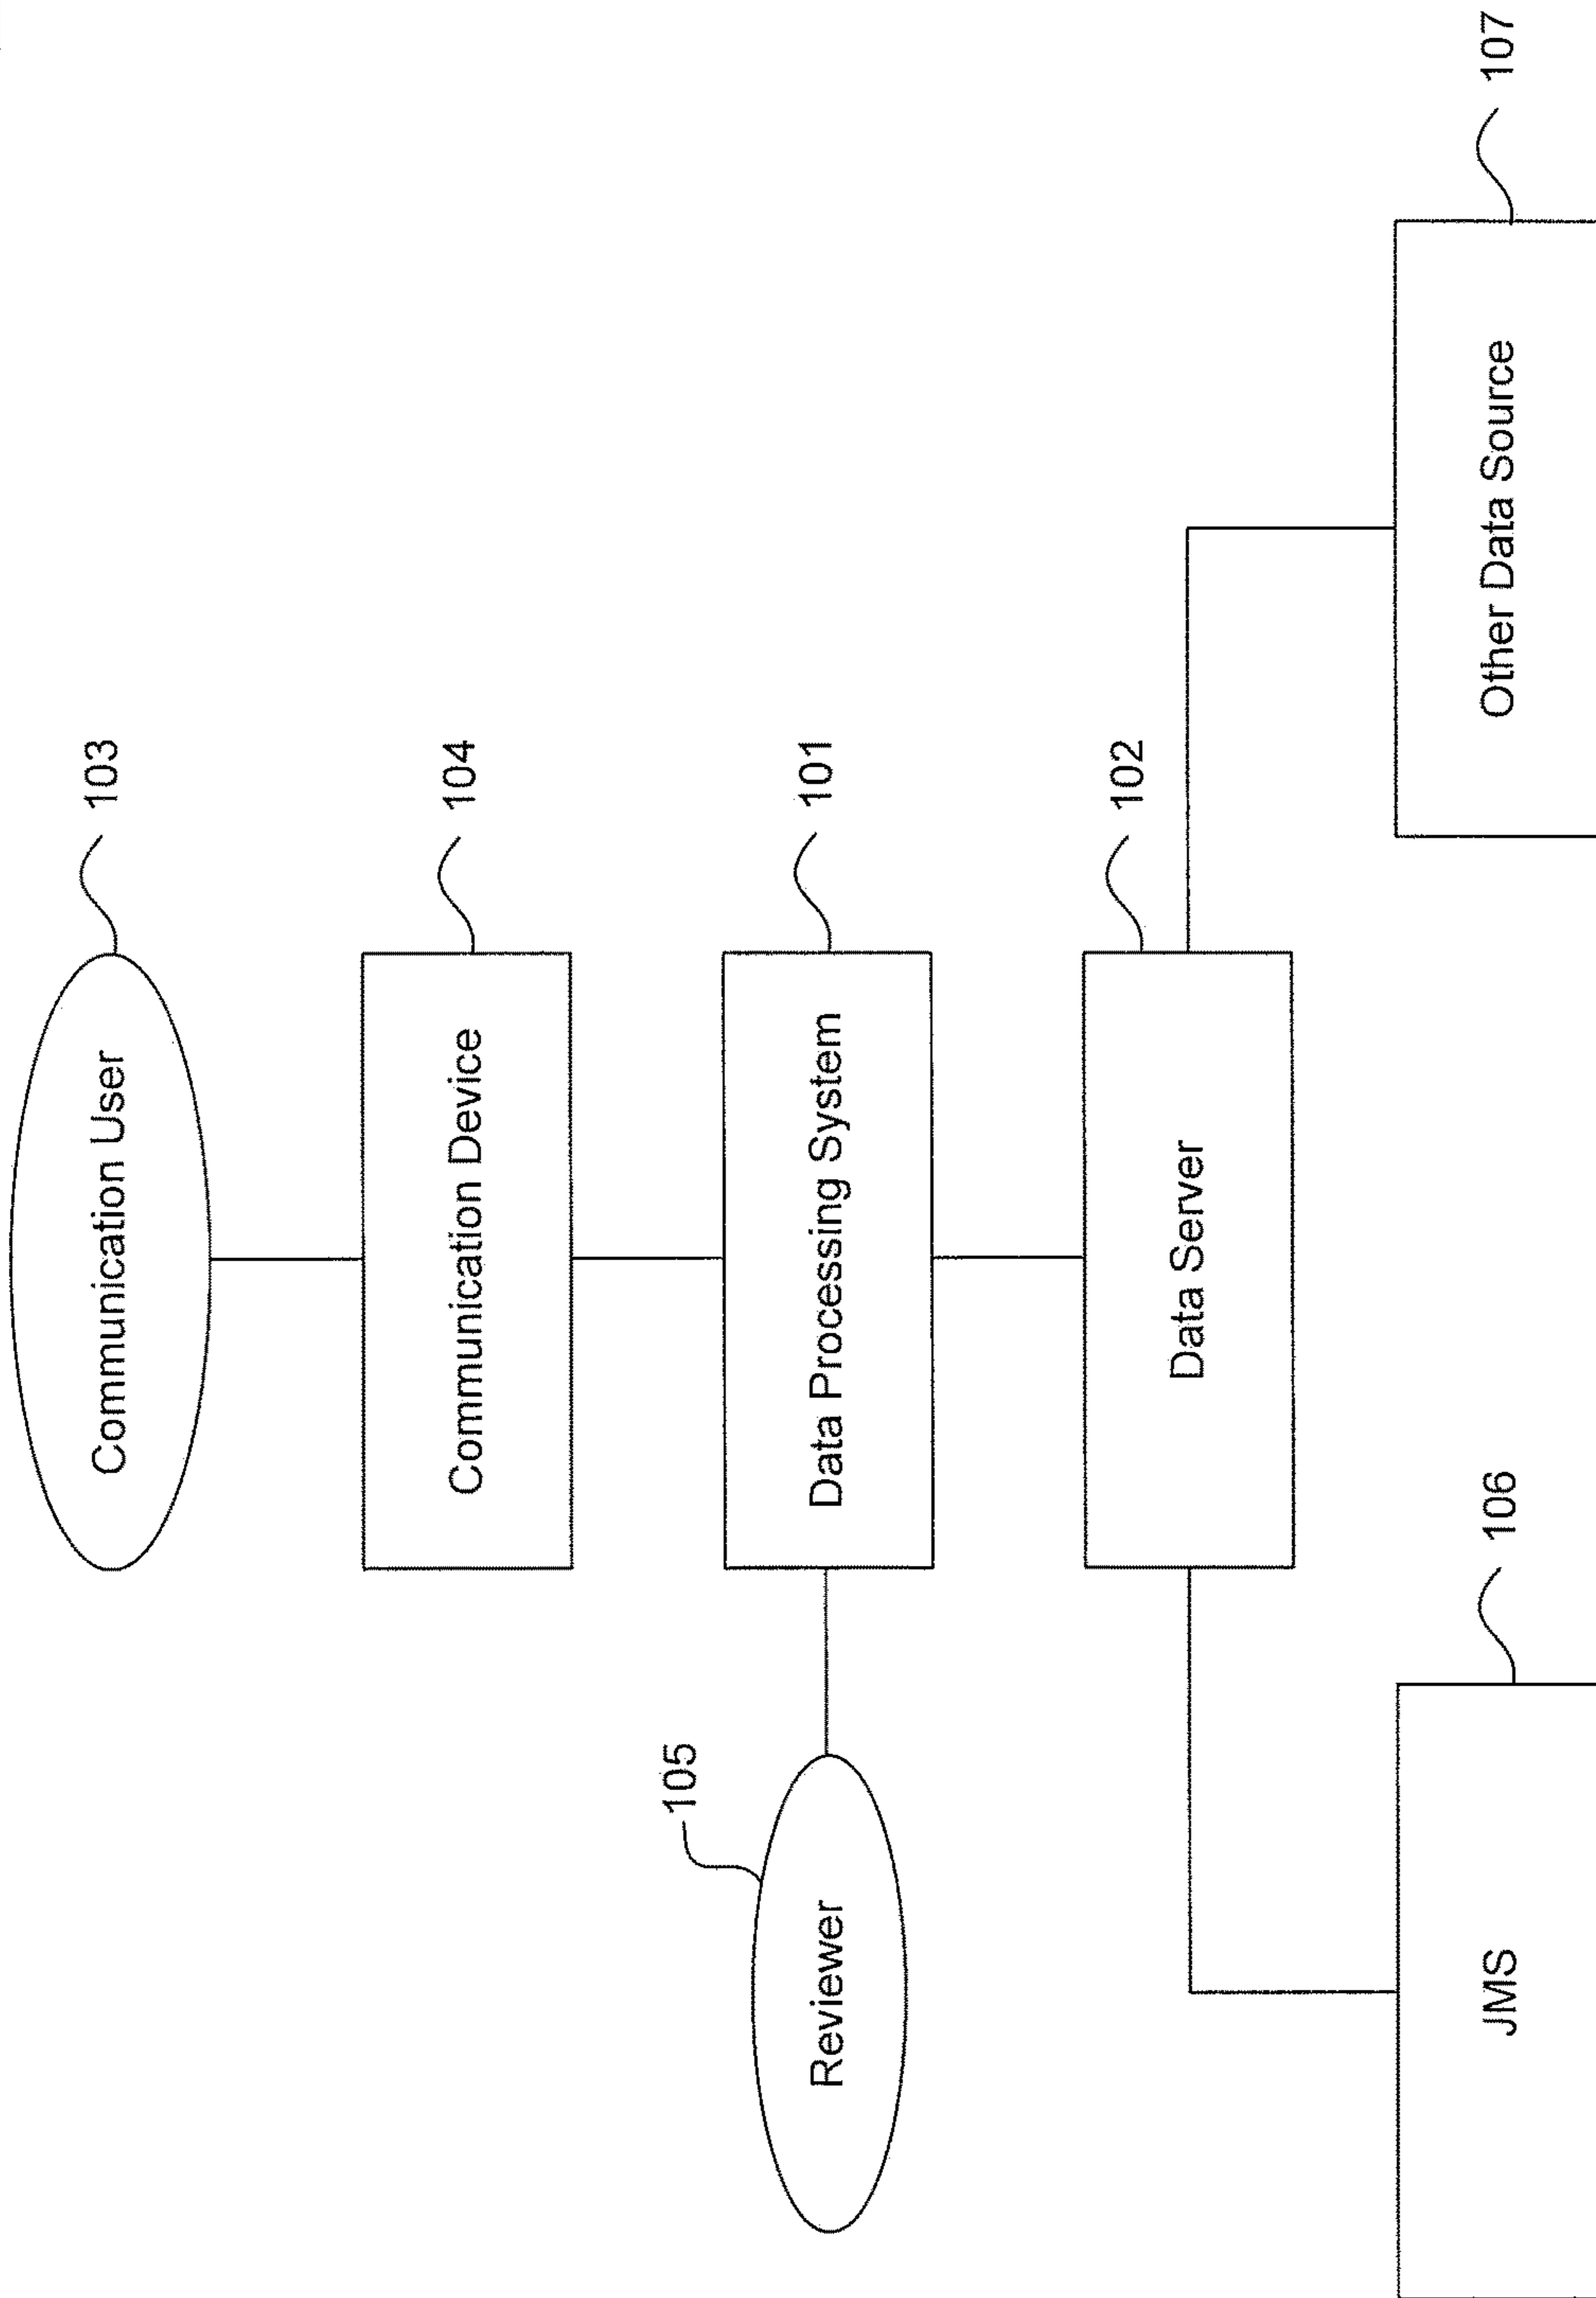 Communication User
103
Communication Device
104
105
Reviewer
Data Processing System
101
Data Server
102
JMS
106
Other Data Source
107